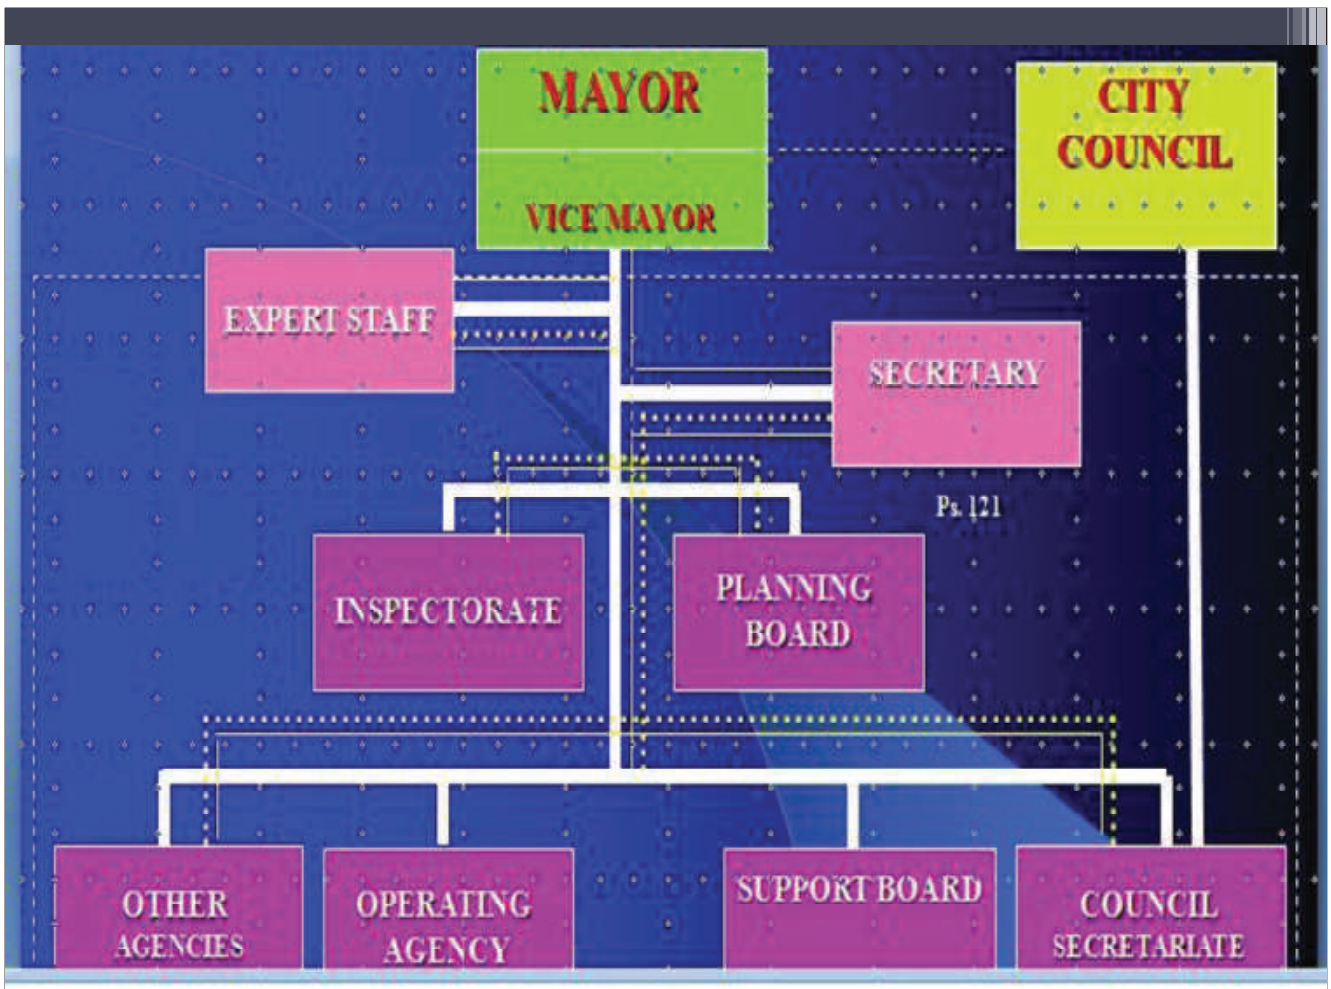 MAYOR
VICE MAYOR
CITY
COUNCIL
EXPERT STAFF
SECRETARY
Ps. 121
INSPECTORATE
PLANNING
BOARD
OTHER
AGENCIES
OPERATING
AGENCY
SUPPORT BOARD
COUNCIL
SECRETARIATE